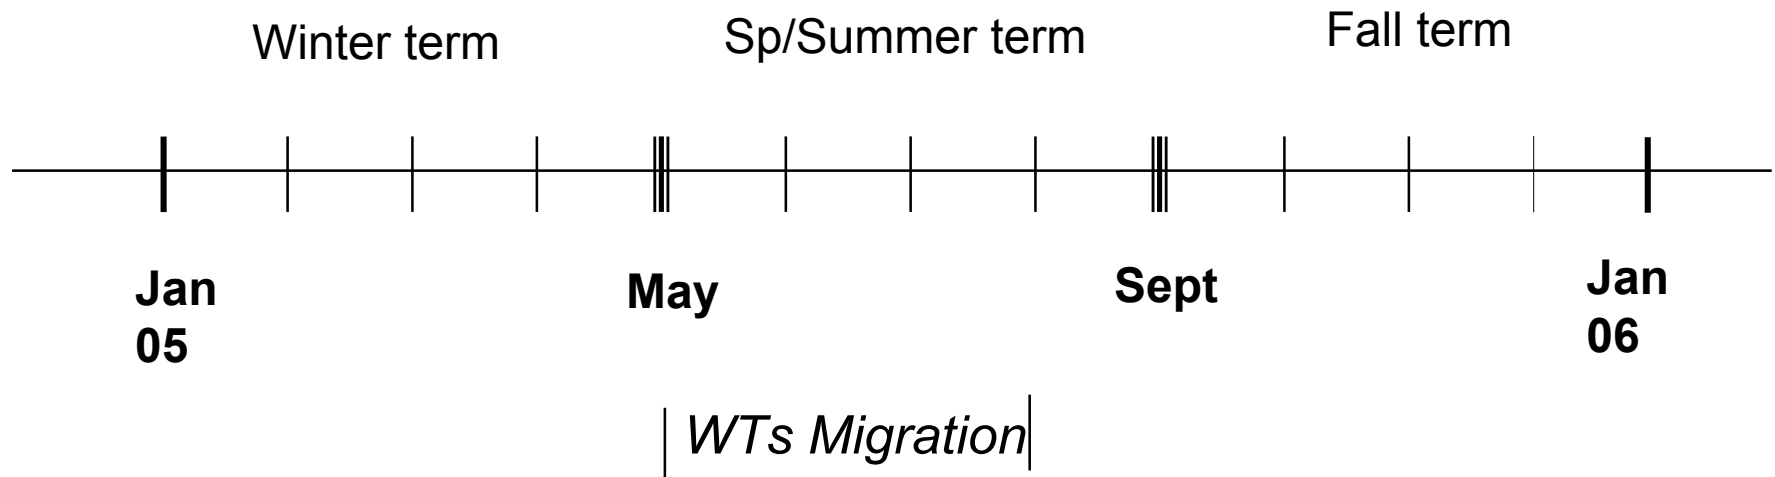 Winter term
Sp/Summer term
Fall term
Jan
05
May
Sept
Jan
06
WTs Migration